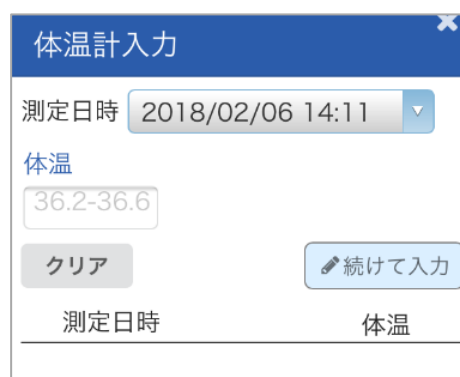 体温計入力
測定日時 2018/02/06 14:11
体温
36.2-36.6
クリア 続けて入力
測定日時 体温